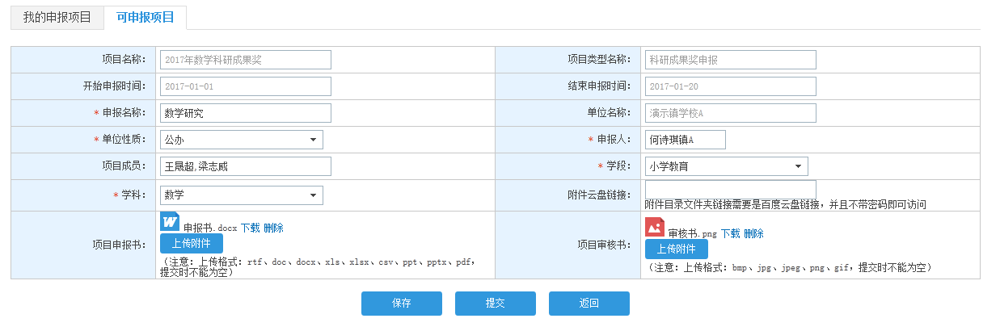 我的申报项目 可申报项目
项目名称： 2017年数学科研成果奖 项目类型名称： 科研成果奖申报
开始申报时间： 2017-01-01 结束申报时间： 2017-01-20
* 申报名称： 数学研究 单位名称： 演示镇学校A
* 单位性质： 公办 * 申报人： 何诗琪镇A
项目成员： 王晟超,梁志威 * 学段： 小学教育
* 学科： 数学 附件云盘链接：
附件目录文件夹链接需要是百度云盘链接，并且不带密码即可访问
项目申报书： 申报书.docx 下载 删除
上传附件
（注意：上传格式：rtf、doc、docx、xls、xlsx、csv、ppt、pptx、pdf，
提交时不能为空）
项目审核书： 审核书.png 下载 删除
上传附件
（注意：上传格式：bmp、jpg、jpeg、png、gif，提交时不能为空）
保存 提交 返回